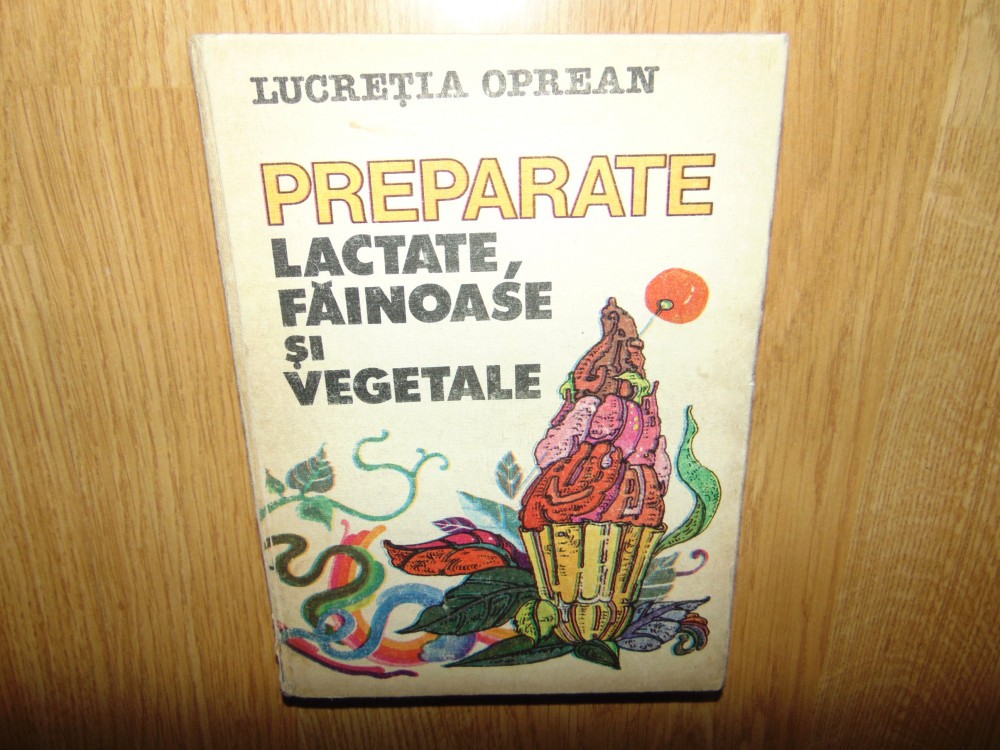 LUCREȚIA OPREAN
PREPARATE
LACTATE,
FĂINOASE
ȘI
VEGETALE